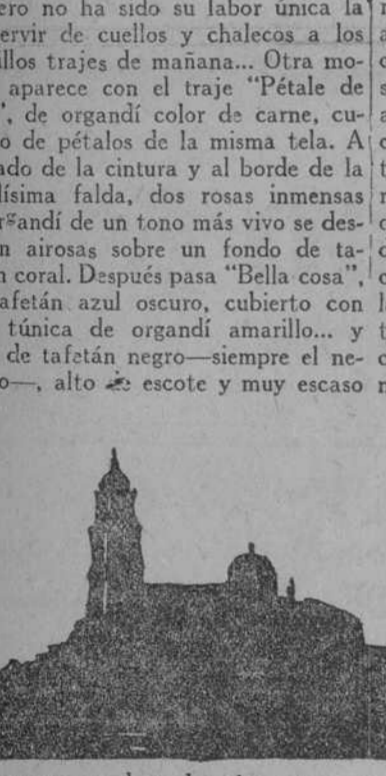 ero no ha sido su labor única la
ervir de cuellos y chalecos a los
illos trajes de mañana... Otra mo-
aparece con el traje "Pétale de
", de organdí color de carne, cu-
o de pétalos de la misma tela. A
ado de la cintura y al borde de la
lísima falda, dos rosas inmensas
rgandí de un tono más vivo se des-
n airosas sobre un fondo de ta-
n coral. Después pasa "Bella cosa",
afetán azul oscuro, cubierto con
túnica de organdí amarillo... y
de tafetán negro—siempre el ne-
o—, alto de escote y muy escaso